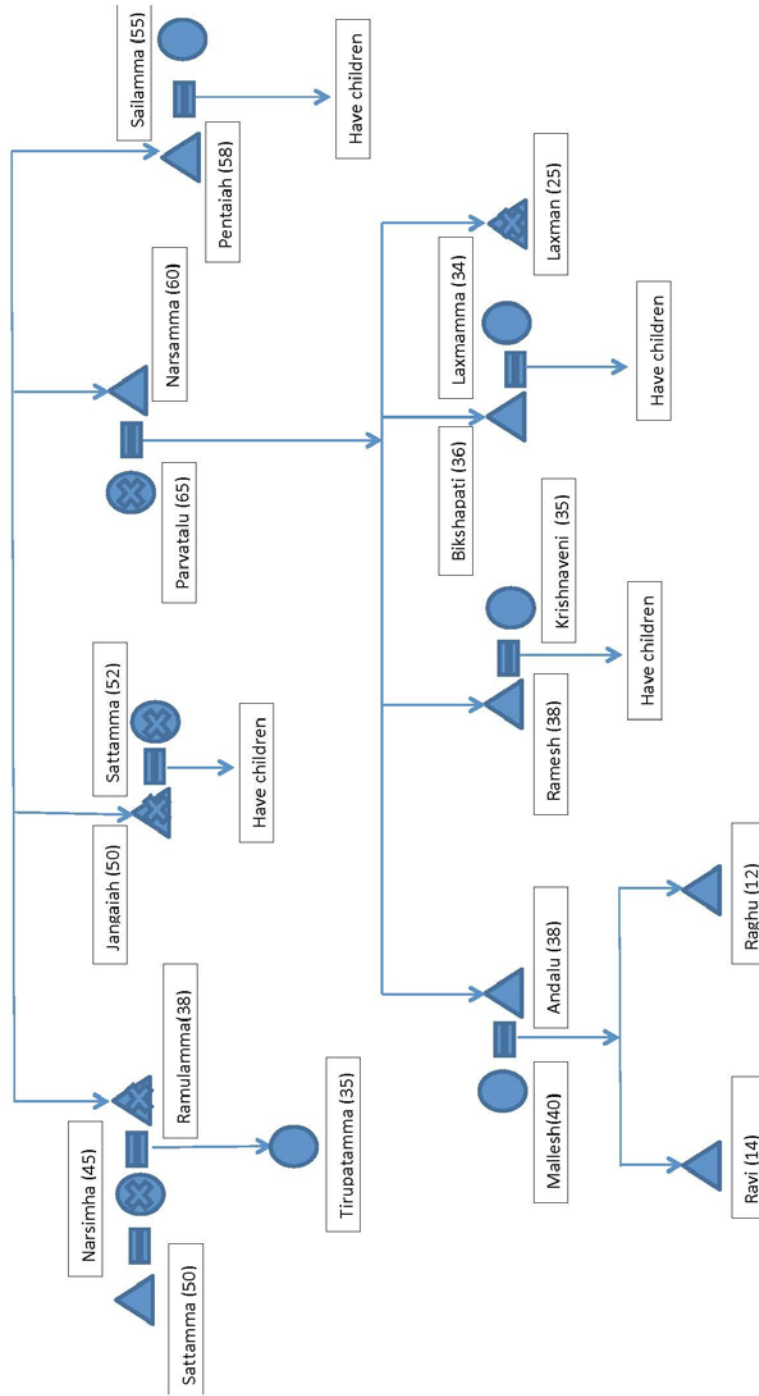 Sailamma (55)
Pentaiah (58)
Have children
Narsamma (60)
Parvatalu (65)
Sattamma (52)
Jangaiah (50)
Have children
Ramulamma(38)
Narsimha (45)
Sattamma (50)
Tirupatamma (35)
Laxman (25)
Laxmamma (34)
Bikshapati (36)
Have children
Krishnaveni (35)
Ramesh (38)
Have children
Andalu (38)
Mallesh(40)
Raghu (12)
Ravi (14)